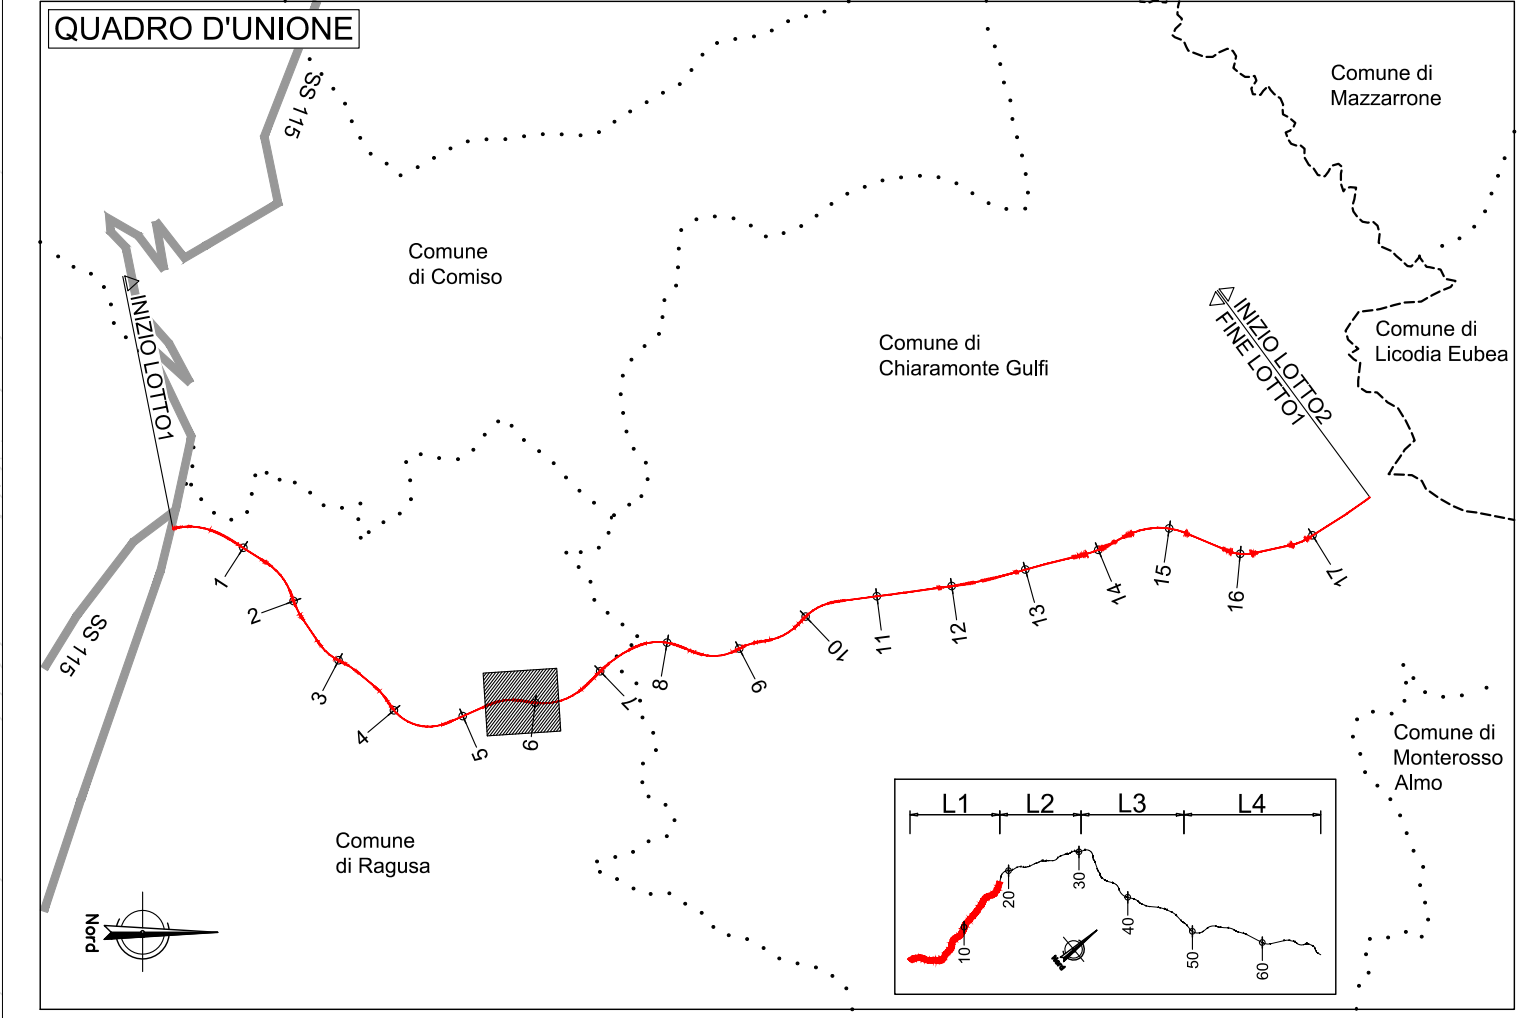 QUADRO D'UNIONE
SS 115
Comune di
Mazzarrone
Comune
di Comiso
INIZIO LOTTO1
Comune di
Chiaramonte Gulfi
INIZIO LOTTO2
FINE LOTTO1
Comune di
Licodia Eubea
1
2
3
4
5
6
7
8
9
10
11
12
13
14
15
16
17
SS 115
Comune di
Monterosso
Almo
Comune
di Ragusa
Nord
L1 L2 L3 L4
10
20
30
40
50
60
Nord